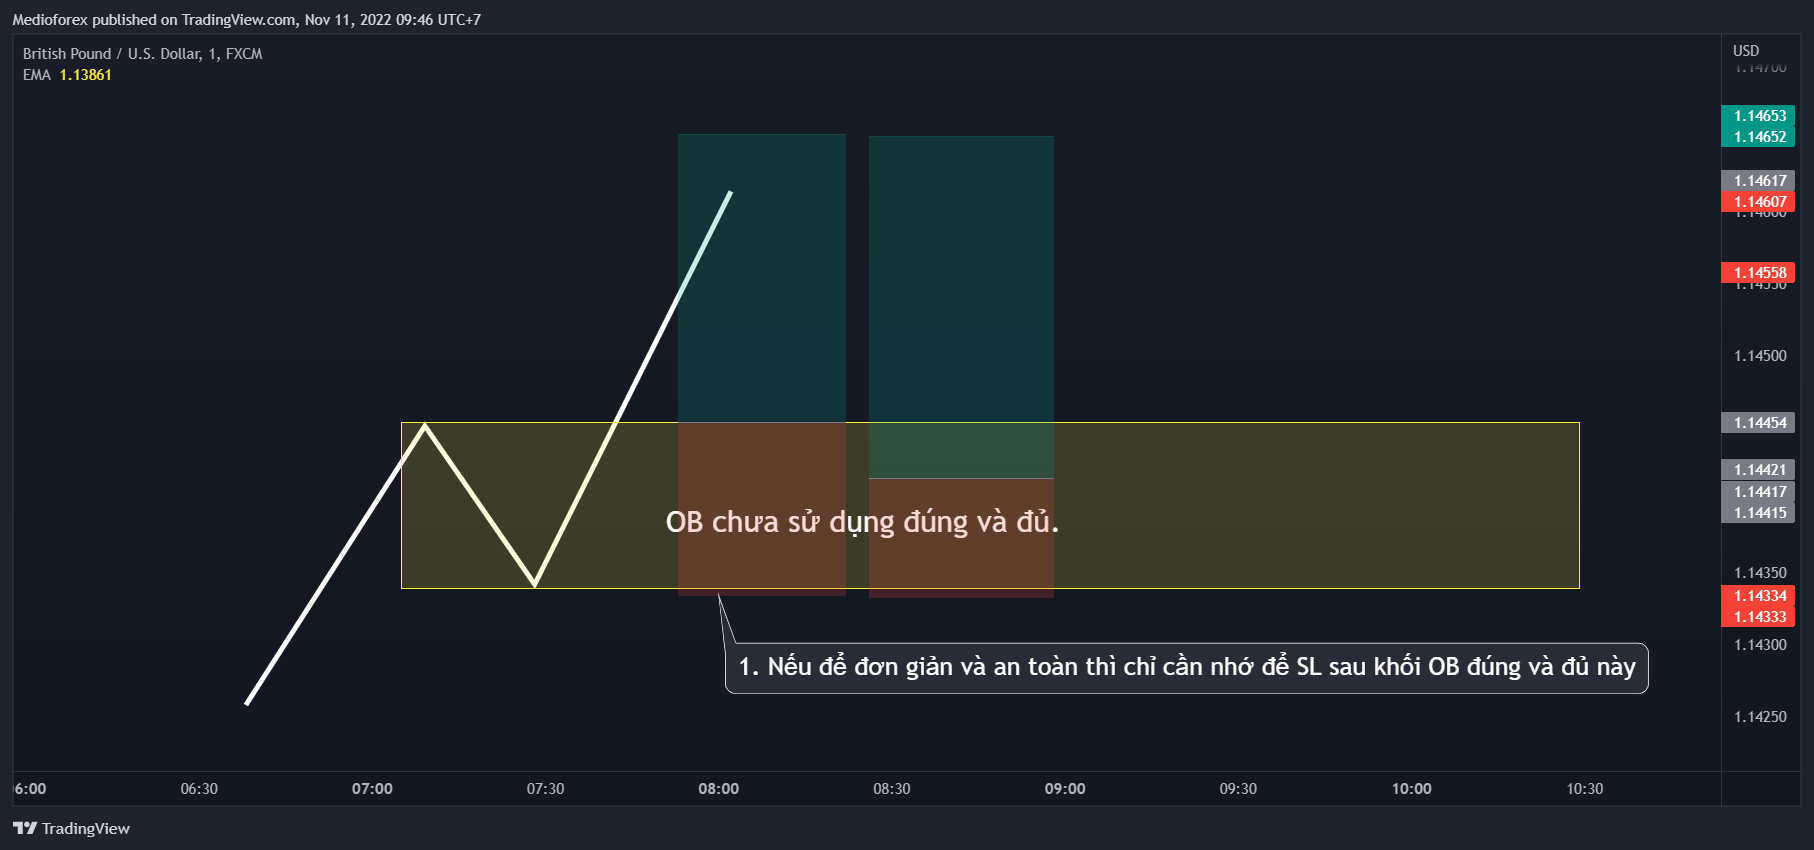 Medioforex published on TradingView.com, Nov 11, 2022 09:46 UTC+7
British Pound / U.S. Dollar, 1, FXCM
EMA 1.13861
USD
1.14700
1.14653
1.14652
1.14617
1.14607
1.14600
1.14558
1.14550
1.14500
1.14454
1.14421
1.14417
1.14415
1.14350
1.14334
1.14333
1.14300
1.14250
OB chưa sử dụng đúng và đủ.
1. Nếu để đơn giản và an toàn thì chỉ cần nhớ để SL sau khối OB đúng và đủ này
6:00 06:30 07:00 07:30 08:00 08:30 09:00 09:30 10:00 10:30
TradingView